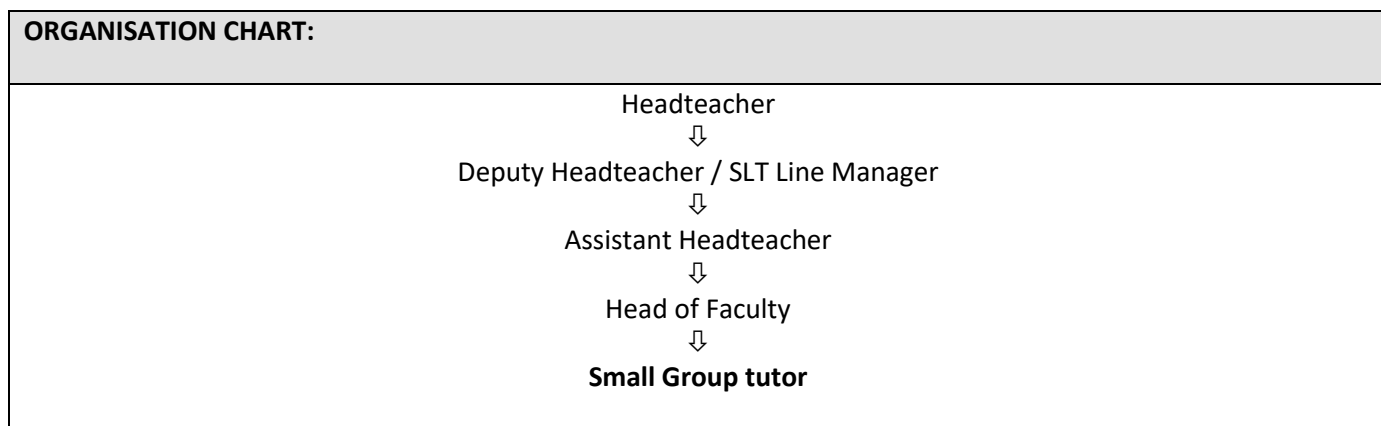 ORGANISATION CHART:
Headteacher
⇩
Deputy Headteacher / SLT Line Manager
⇩
Assistant Headteacher
⇩
Head of Faculty
⇩
Small Group tutor